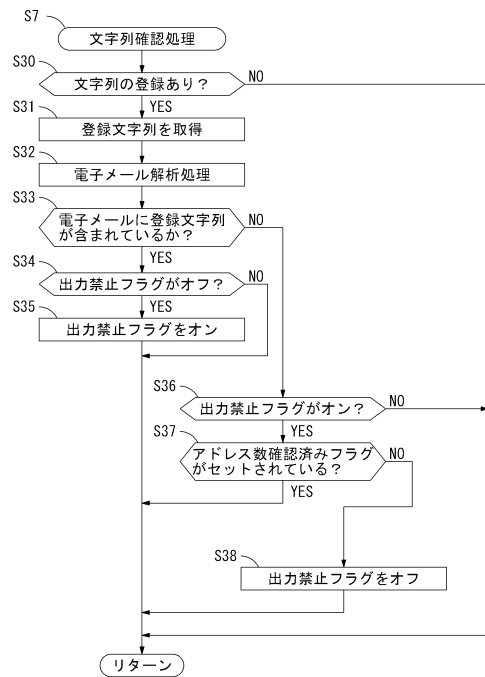 S7
文字列確認処理
S30
文字列の登録あり?
NO
YES
S31
登録文字列を取得
S32
電子メール解析処理
S33
電子メールに登録文字列
が含まれているか?
NO
YES
S34
出力禁止フラグがオフ?
NO
YES
S35
出力禁止フラグをオン
S36
出力禁止フラグがオン?
NO
YES
S37
アドレス数確認済みフラグ
がセットされている?
NO
YES
S38
出力禁止フラグをオフ
リターン